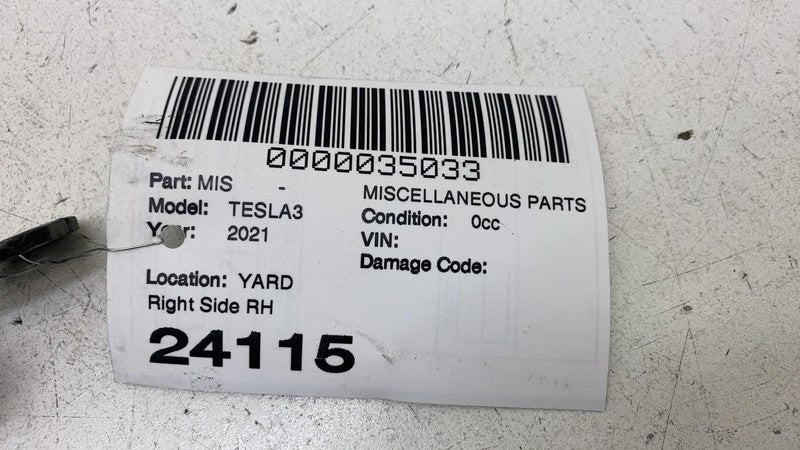 0000035033
Part: MIS - MISCELLANEOUS PARTS
Model: TESLA3 Condition: 0cc
Year: 2021 VIN:
Damage Code:
Location: YARD
Right Side RH
24115